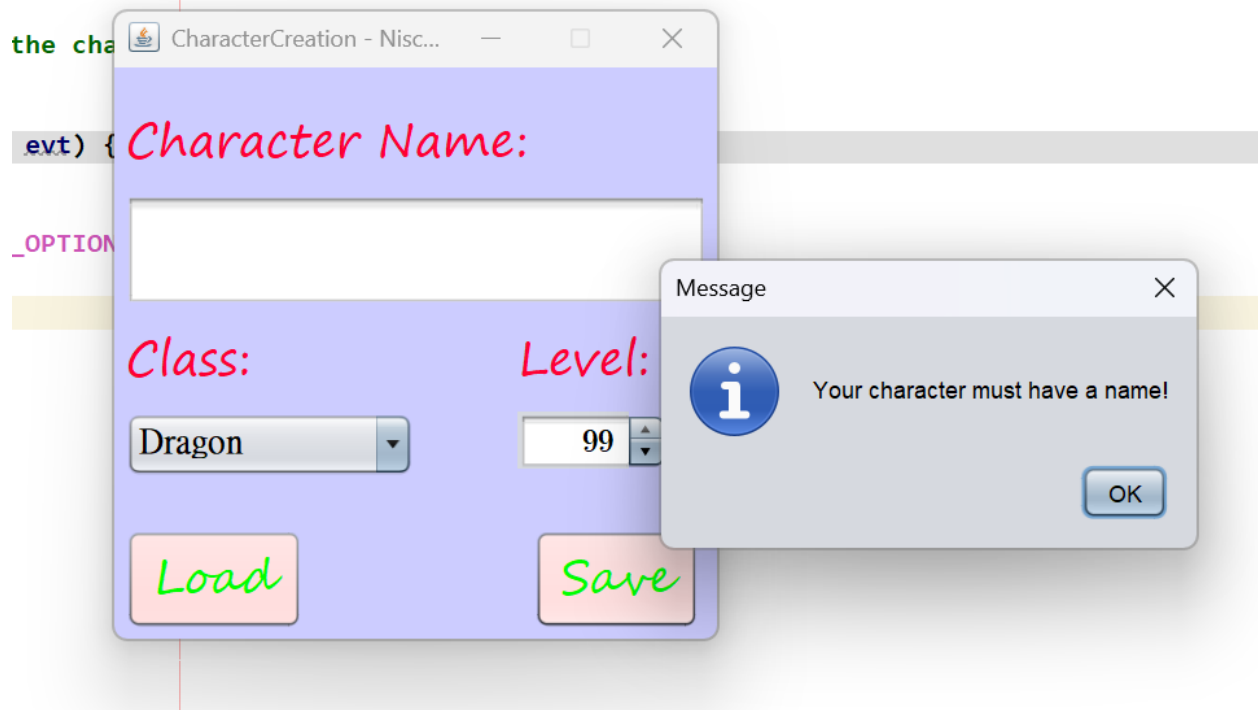 the cha
CharacterCreation - Nisc...
evt) {
Character Name:
_OPTION
Message
Your character must have a name!
OK
Class:
Level:
Dragon
99
Load
Save